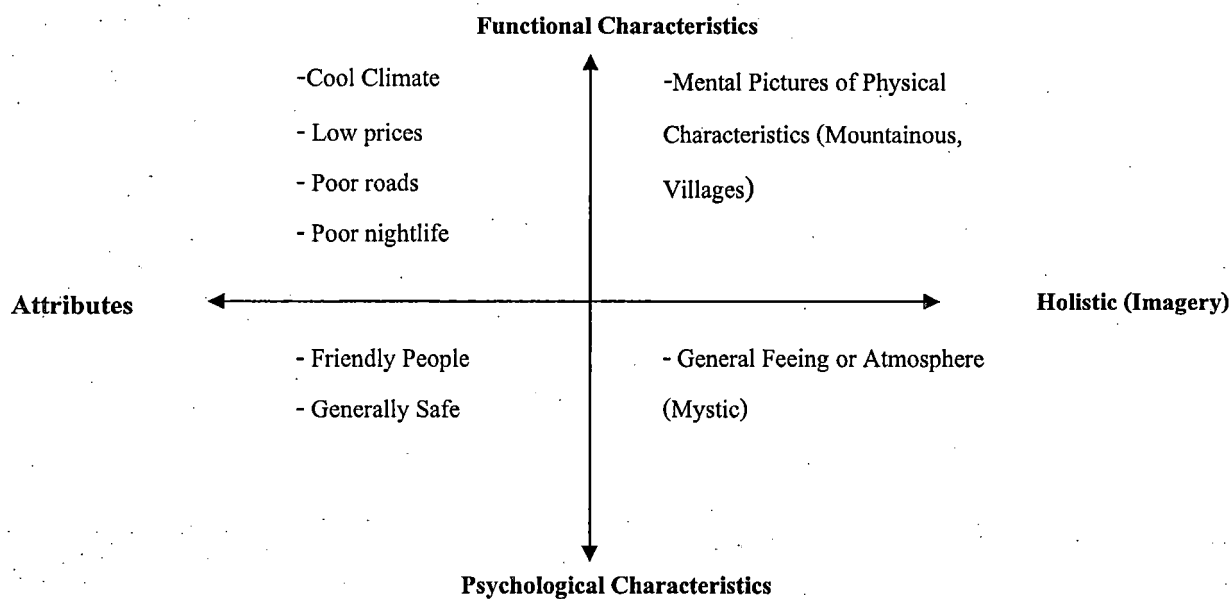 Functional Characteristics
-Cool Climate
- Low prices
- Poor roads
- Poor nightlife
-Mental Pictures of Physical
Characteristics (Mountainous,
Villages)
Attributes
Holistic (Imagery)
- Friendly People
- Generally Safe
- General Feeing or Atmosphere
(Mystic)
Psychological Characteristics